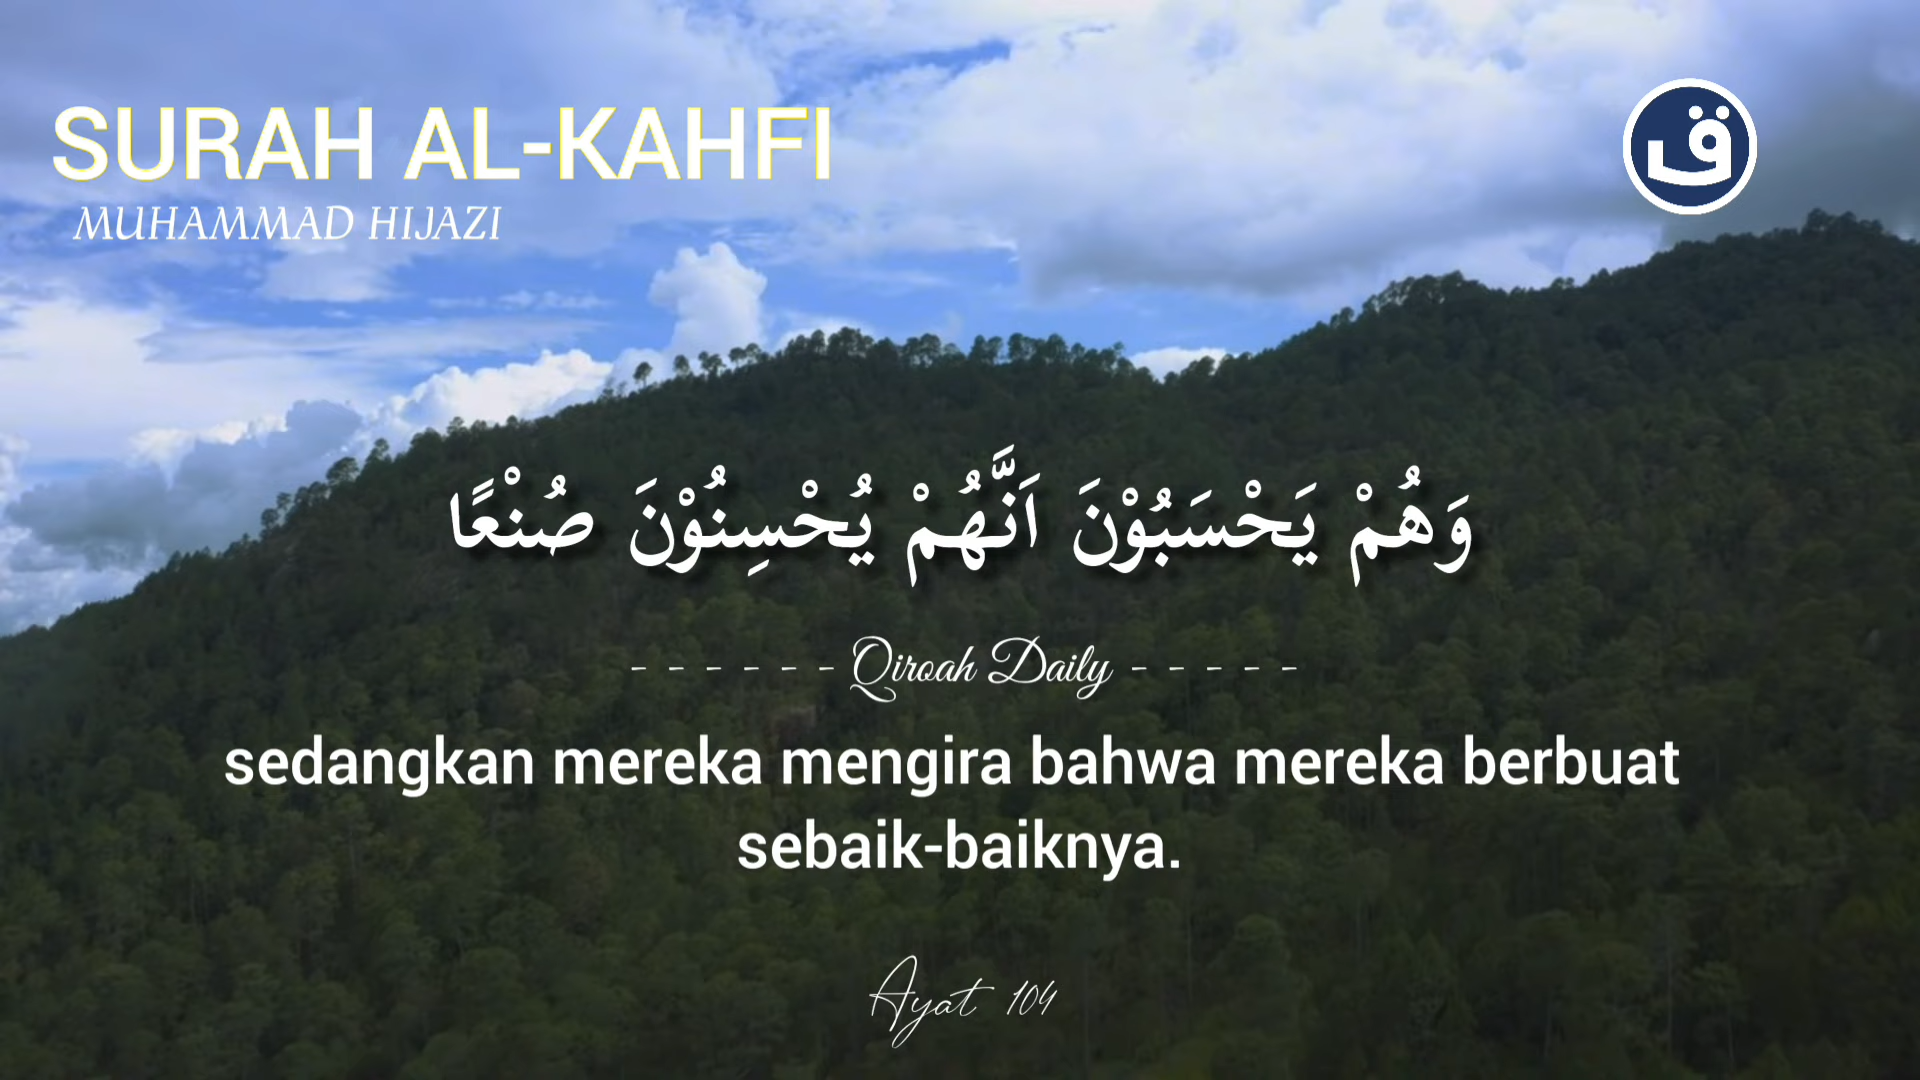 SURAH AL-KAHFI
MUHAMMAD HIJAZI
ق
وَهُمْ يَحْسَبُوْنَ اَنَّهُمْ يُحْسِنُوْنَ صُنْعًا
- - - - - - Qiroah Daily - - - - -
sedangkan mereka mengira bahwa mereka berbuat
sebaik-baiknya.
Ayat 104